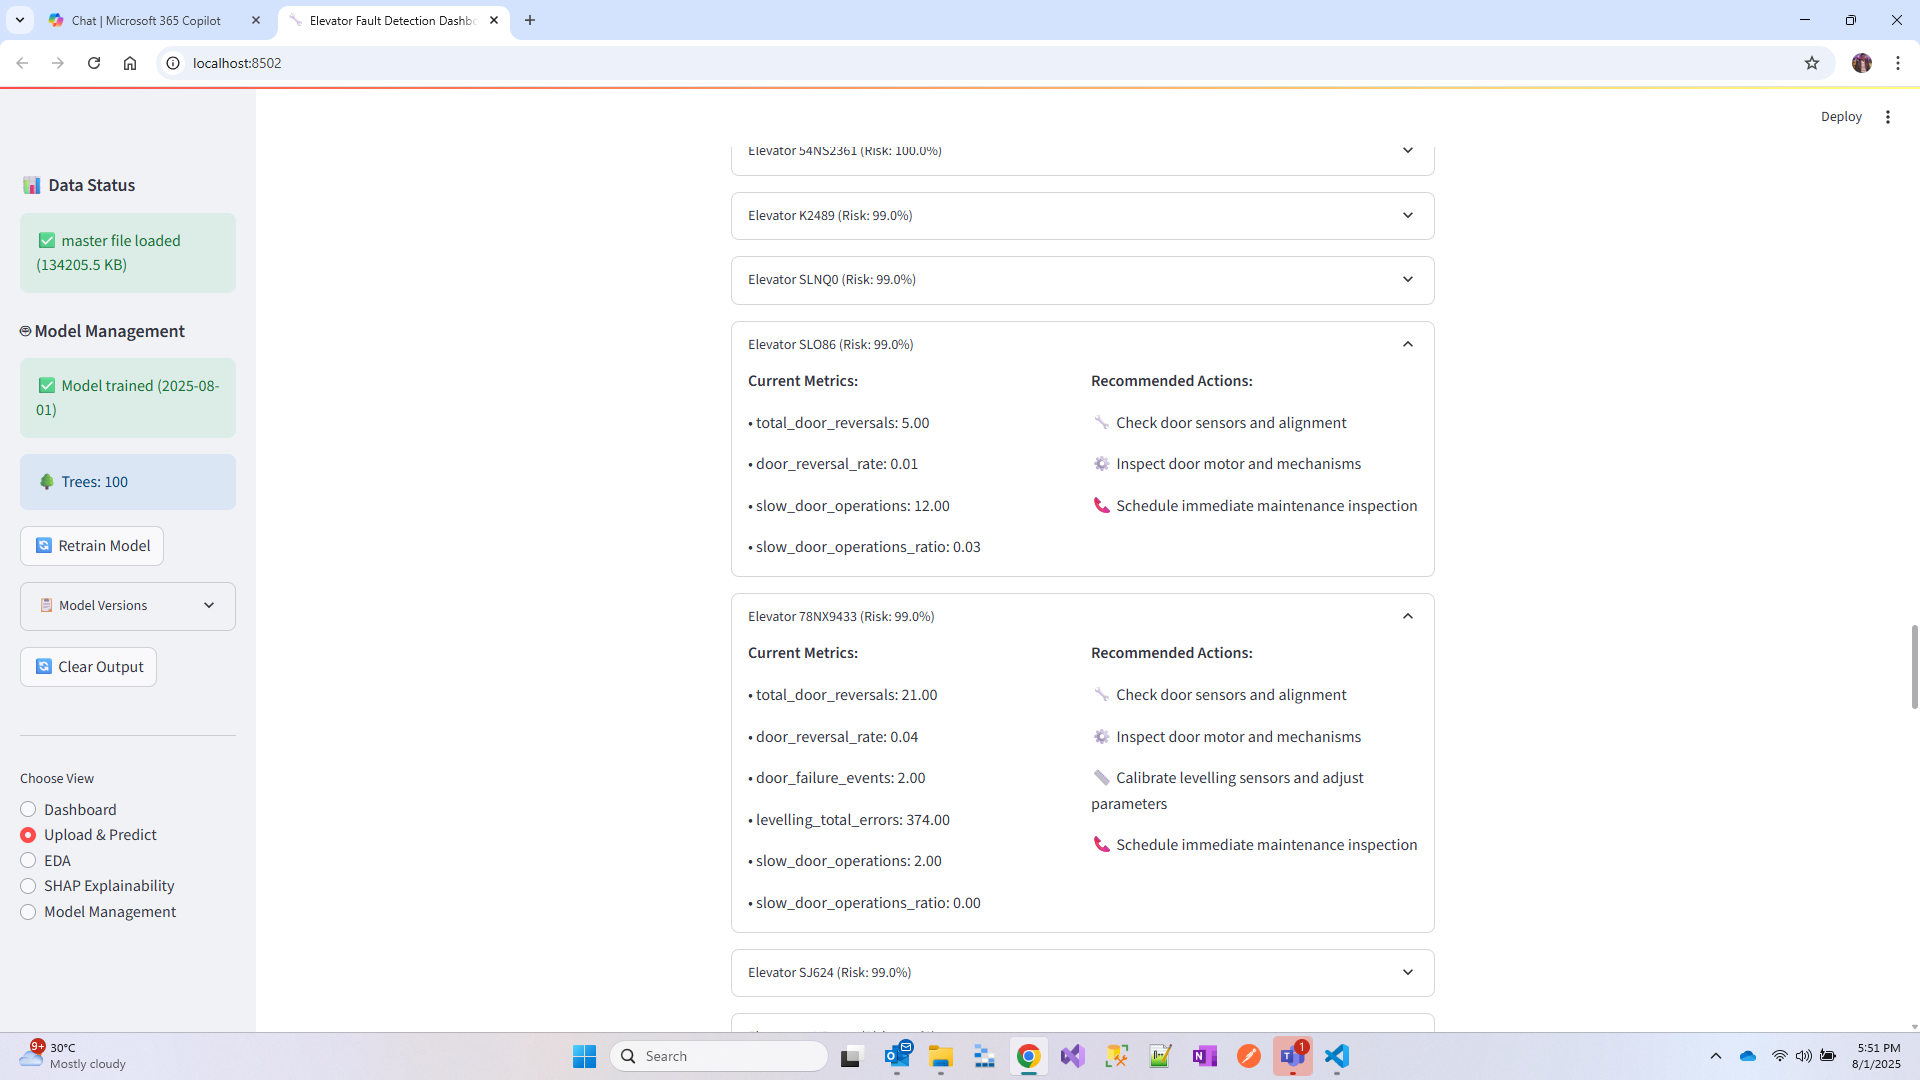 Chat | Microsoft 365 Copilot
Elevator Fault Detection Dashb
localhost:8502
Deploy
Data Status
master file loaded
(134205.5 KB)
Model Management
Model trained (2025-08-
01)
Trees: 100
Retrain Model
Model Versions
Clear Output
Choose View
Dashboard
Upload & Predict
EDA
SHAP Explainability
Model Management
Elevator 54NS2361 (Risk: 100.0%)
Elevator K2489 (Risk: 99.0%)
Elevator SLNQ0 (Risk: 99.0%)
Elevator SLO86 (Risk: 99.0%)
Current Metrics:
• total_door_reversals: 5.00
• door_reversal_rate: 0.01
• slow_door_operations: 12.00
• slow_door_operations_ratio: 0.03
Recommended Actions:
Check door sensors and alignment
Inspect door motor and mechanisms
Schedule immediate maintenance inspection
Elevator 78NX9433 (Risk: 99.0%)
Current Metrics:
• total_door_reversals: 21.00
• door_reversal_rate: 0.04
• door_failure_events: 2.00
• levelling_total_errors: 374.00
• slow_door_operations: 2.00
• slow_door_operations_ratio: 0.00
Recommended Actions:
Check door sensors and alignment
Inspect door motor and mechanisms
Calibrate levelling sensors and adjust
parameters
Schedule immediate maintenance inspection
Elevator SJ624 (Risk: 99.0%)
9+
30°C
Mostly cloudy
Search
1
5:51 PM
8/1/2025